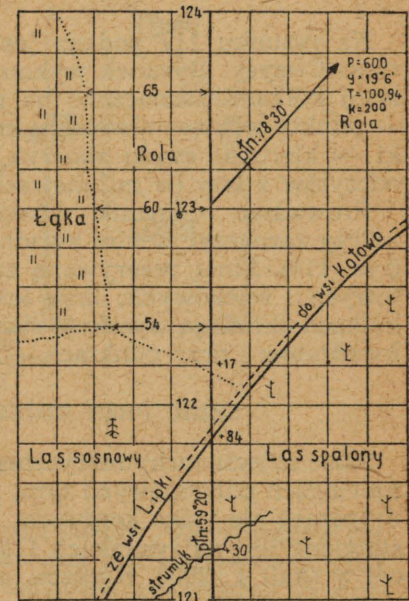 124
P=600
y=19°6'
T=100,94
K=200
Rola
65
płn:78°30'
Rola
60 123
Łąka
do wsi Kotowo
54
+17
122
+84
Las sosnowy
Las spalony
ze wsi Lipki
płn:59°20'
strumyk
+30
121